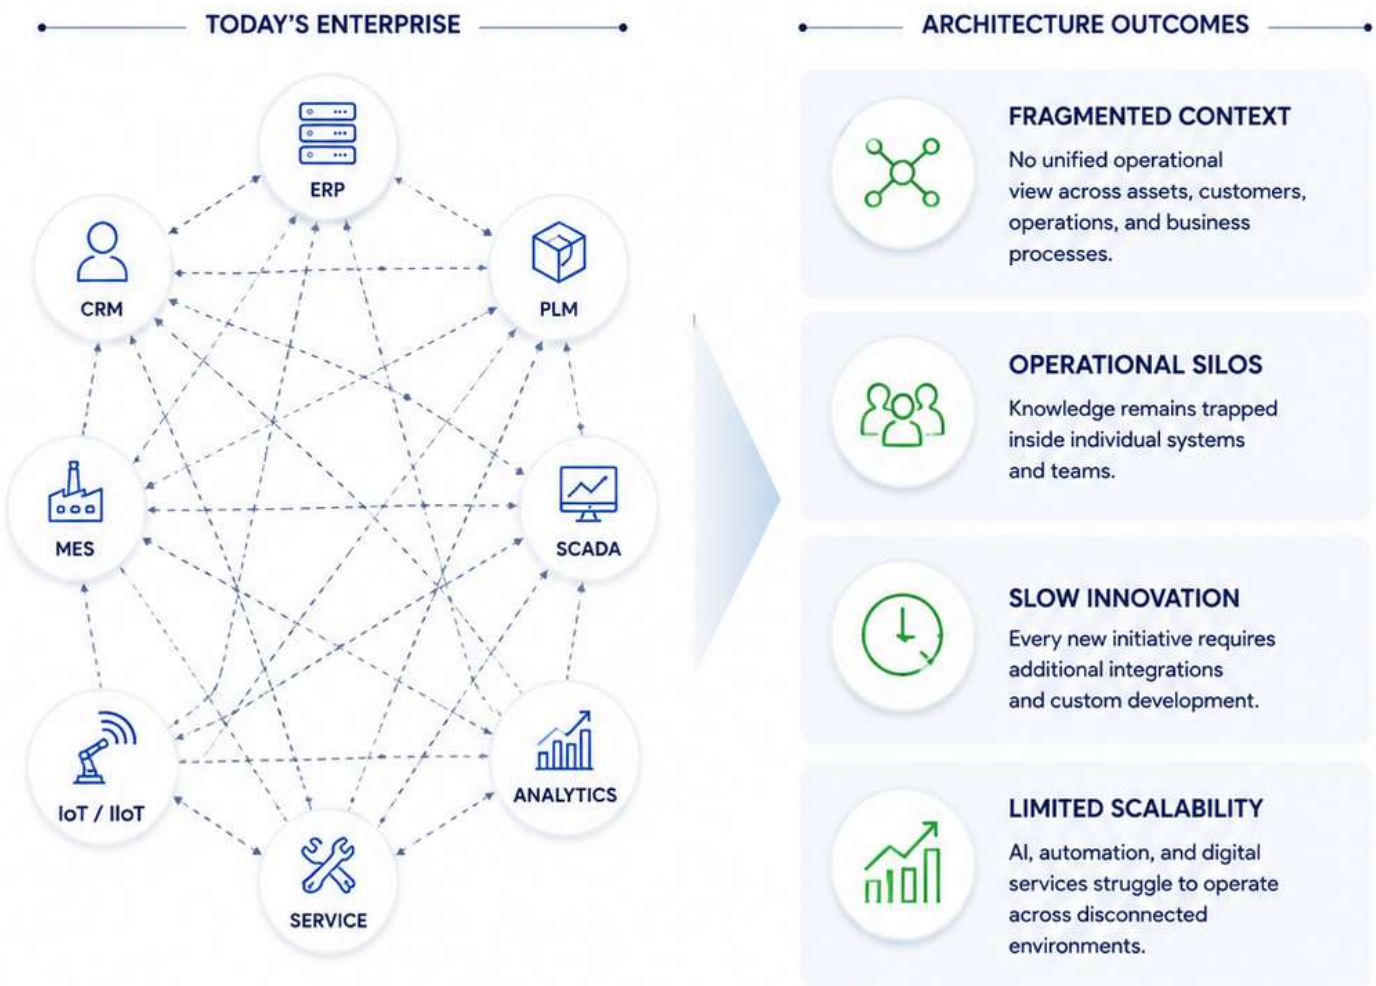 TODAY'S ENTERPRISE
ERP
CRM
PLM
MES
SCADA
IoT / IIoT
ANALYTICS
SERVICE
ARCHITECTURE OUTCOMES
FRAGMENTED CONTEXT
No unified operational
view across assets, customers,
operations, and business
processes.
OPERATIONAL SILOS
Knowledge remains trapped
inside individual systems
and teams.
SLOW INNOVATION
Every new initiative requires
additional integrations
and custom development.
LIMITED SCALABILITY
AI, automation, and digital
services struggle to operate
across disconnected
environments.